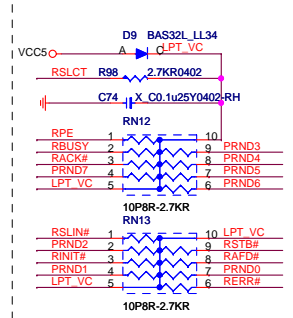 D9 BAS32L_LL34
VCC5 A C LPT_VC
RSLCT R98 2.7KR0402
C74 X_C0.1u25Y0402-RH
RN12
RPE 1 10
RBUSY 2 9 PRND3
RACK# 3 8 PRND4
PRND7 4 7 PRND5
LPT_VC 5 6 PRND6
10P8R-2.7KR
RN13
RSLIN# 1 10 LPT_VC
PRND2 2 9 RSTB#
RINIT# 3 8 RAFD#
PRND1 4 7 PRND0
LPT_VC 5 6 RERR#
10P8R-2.7KR